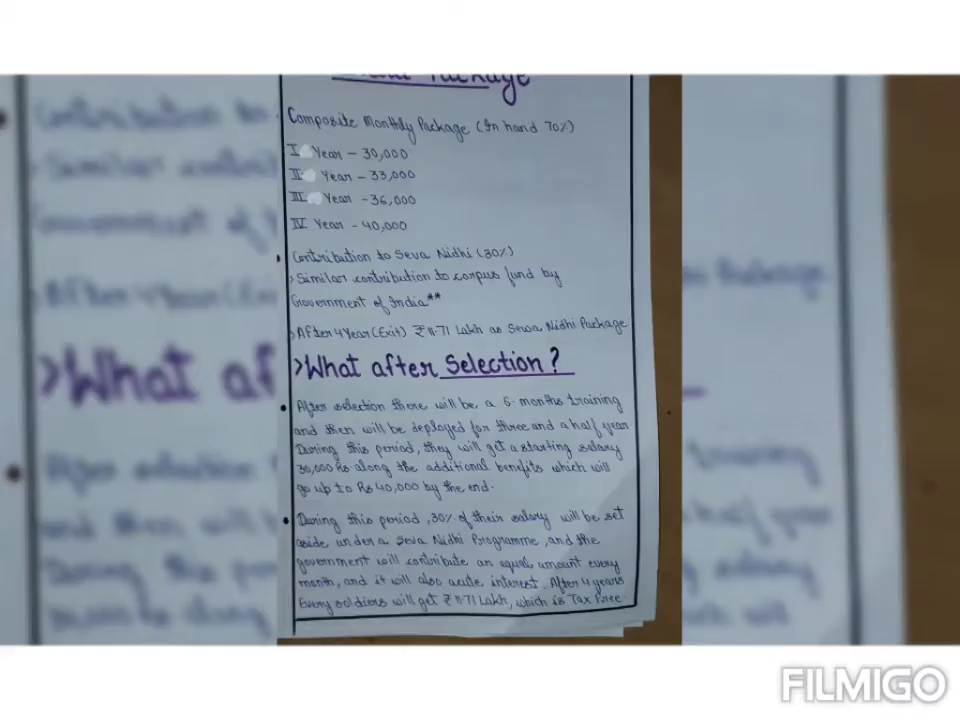 Package
Composite Monthly Package (In hand 70%)
I Year - 30,000
II Year - 33,000
III Year - 36,000
IV Year - 40,000
Contribution to Seva Nidhi (30%)
>Similar contribution to corpus fund by
Government of India**
>After 4 Year (Exit) ₹ 11.71 Lakh as Sewa Nidhi Package
>What after Selection?
• After selection there will be a 6-months training
and then will be deployed for three and a half year
During this period, they will get a starting salary
30,000 Rs along the additional benefits which will
go up to Rs 40,000 by the end.
• During this period, 30% of their salary will be set
aside under a Seva Nidhi Programme, and the
government will contribute an equal amount every
month, and it will also acute interest. After 4 years
Every soldiers will get ₹ 11.71 Lakh, which is Tax Free.
FILMIGO